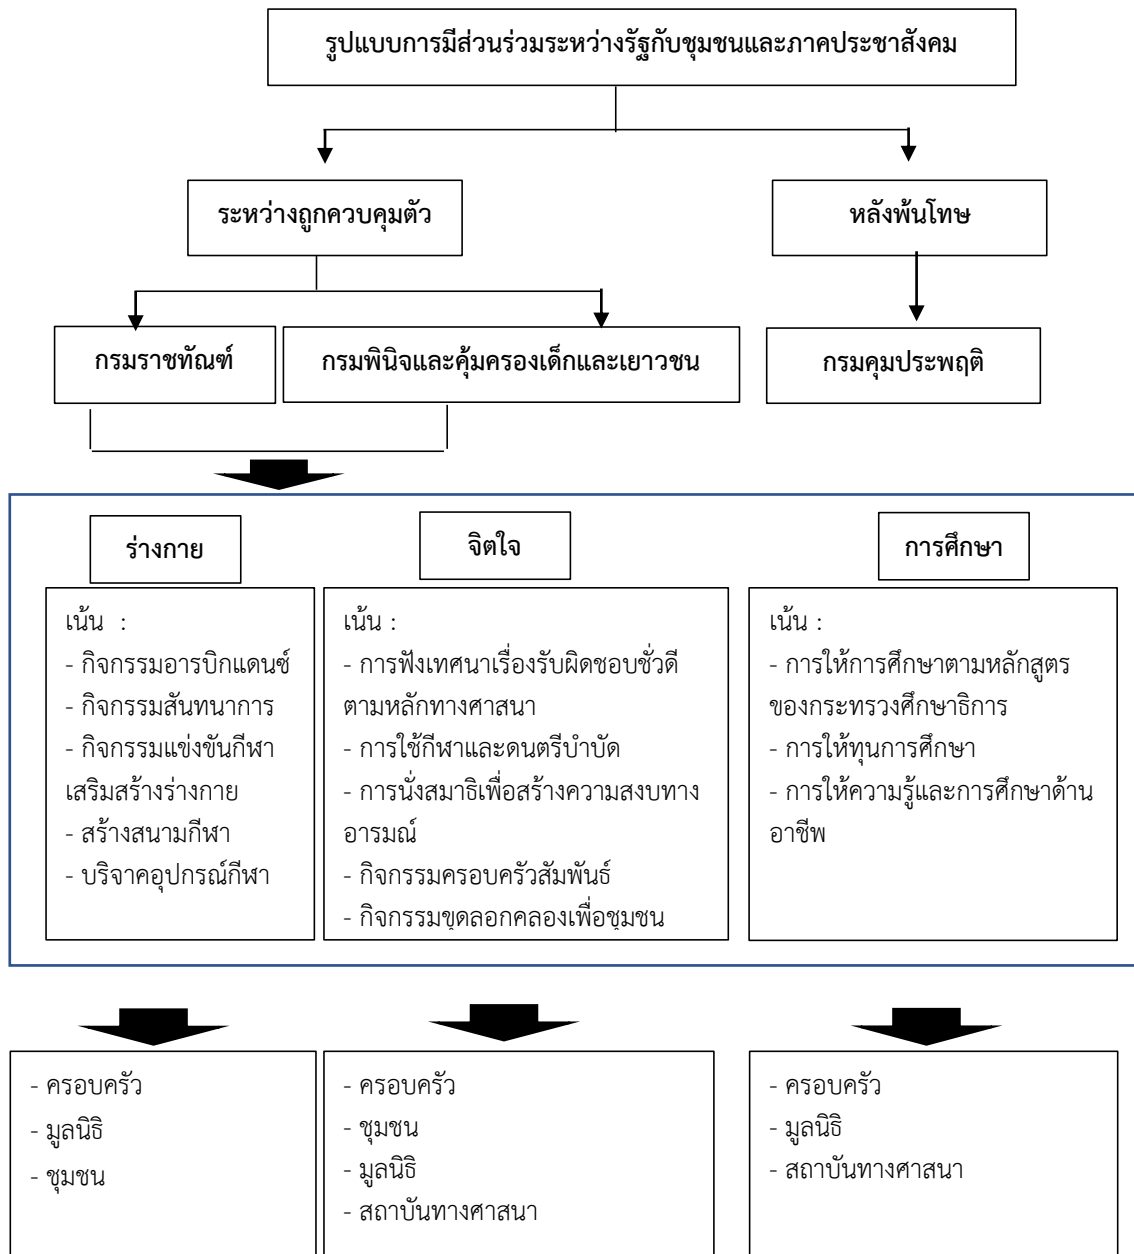 รูปแบบการมีส่วนร่วมระหว่างรัฐกับชุมชนและภาคประชาสังคม
ระหว่างถูกควบคุมตัว
หลังพ้นโทษ
กรมราชทัณฑ์
กรมพินิจและคุ้มครองเด็กและเยาวชน
กรมคุมประพฤติ
ร่างกาย
เน้น :
- กิจกรรมอารบิกแดนซ์
- กิจกรรมสันทนาการ
- กิจกรรมแข่งขันกีฬา
เสริมสร้างร่างกาย
- สร้างสนามกีฬา
- บริจาคอุปกรณ์กีฬา
จิตใจ
เน้น :
- การฟังเทศนาเรื่องรับผิดชอบชั่วดี
ตามหลักทางศาสนา
- การใช้กีฬาและดนตรีบำบัด
- การนั่งสมาธิเพื่อสร้างความสงบทาง
อารมณ์
- กิจกรรมครอบครัวสัมพันธ์
- กิจกรรมขุดลอกคลองเพื่อชุมชน
การศึกษา
เน้น :
- การให้การศึกษาตามหลักสูตร
ของกระทรวงศึกษาธิการ
- การให้ทุนการศึกษา
- การให้ความรู้และการศึกษาด้าน
อาชีพ
- ครอบครัว
- มูลนิธิ
- ชุมชน
- ครอบครัว
- ชุมชน
- มูลนิธิ
- สถาบันทางศาสนา
- ครอบครัว
- มูลนิธิ
- สถาบันทางศาสนา